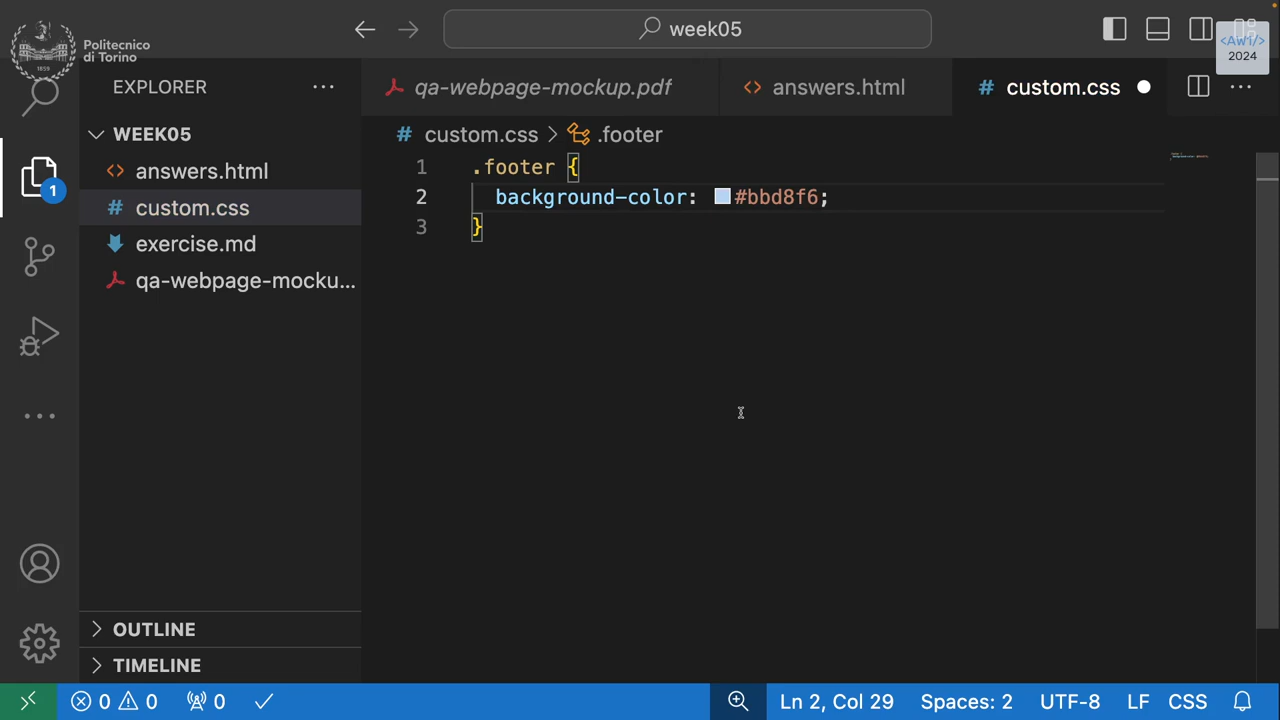 week05
Politecnico
di Torino
1859
<AW1/>
2024
EXPLORER
qa-webpage-mockup.pdf
answers.html
custom.css
WEEK05
custom.css > .footer
answers.html
custom.css
exercise.md
qa-webpage-mocku...
1
1 .footer {
2 background-color: #bbd8f6;
3 }
OUTLINE
TIMELINE
0 0 0
Ln 2, Col 29 Spaces: 2 UTF-8 LF CSS